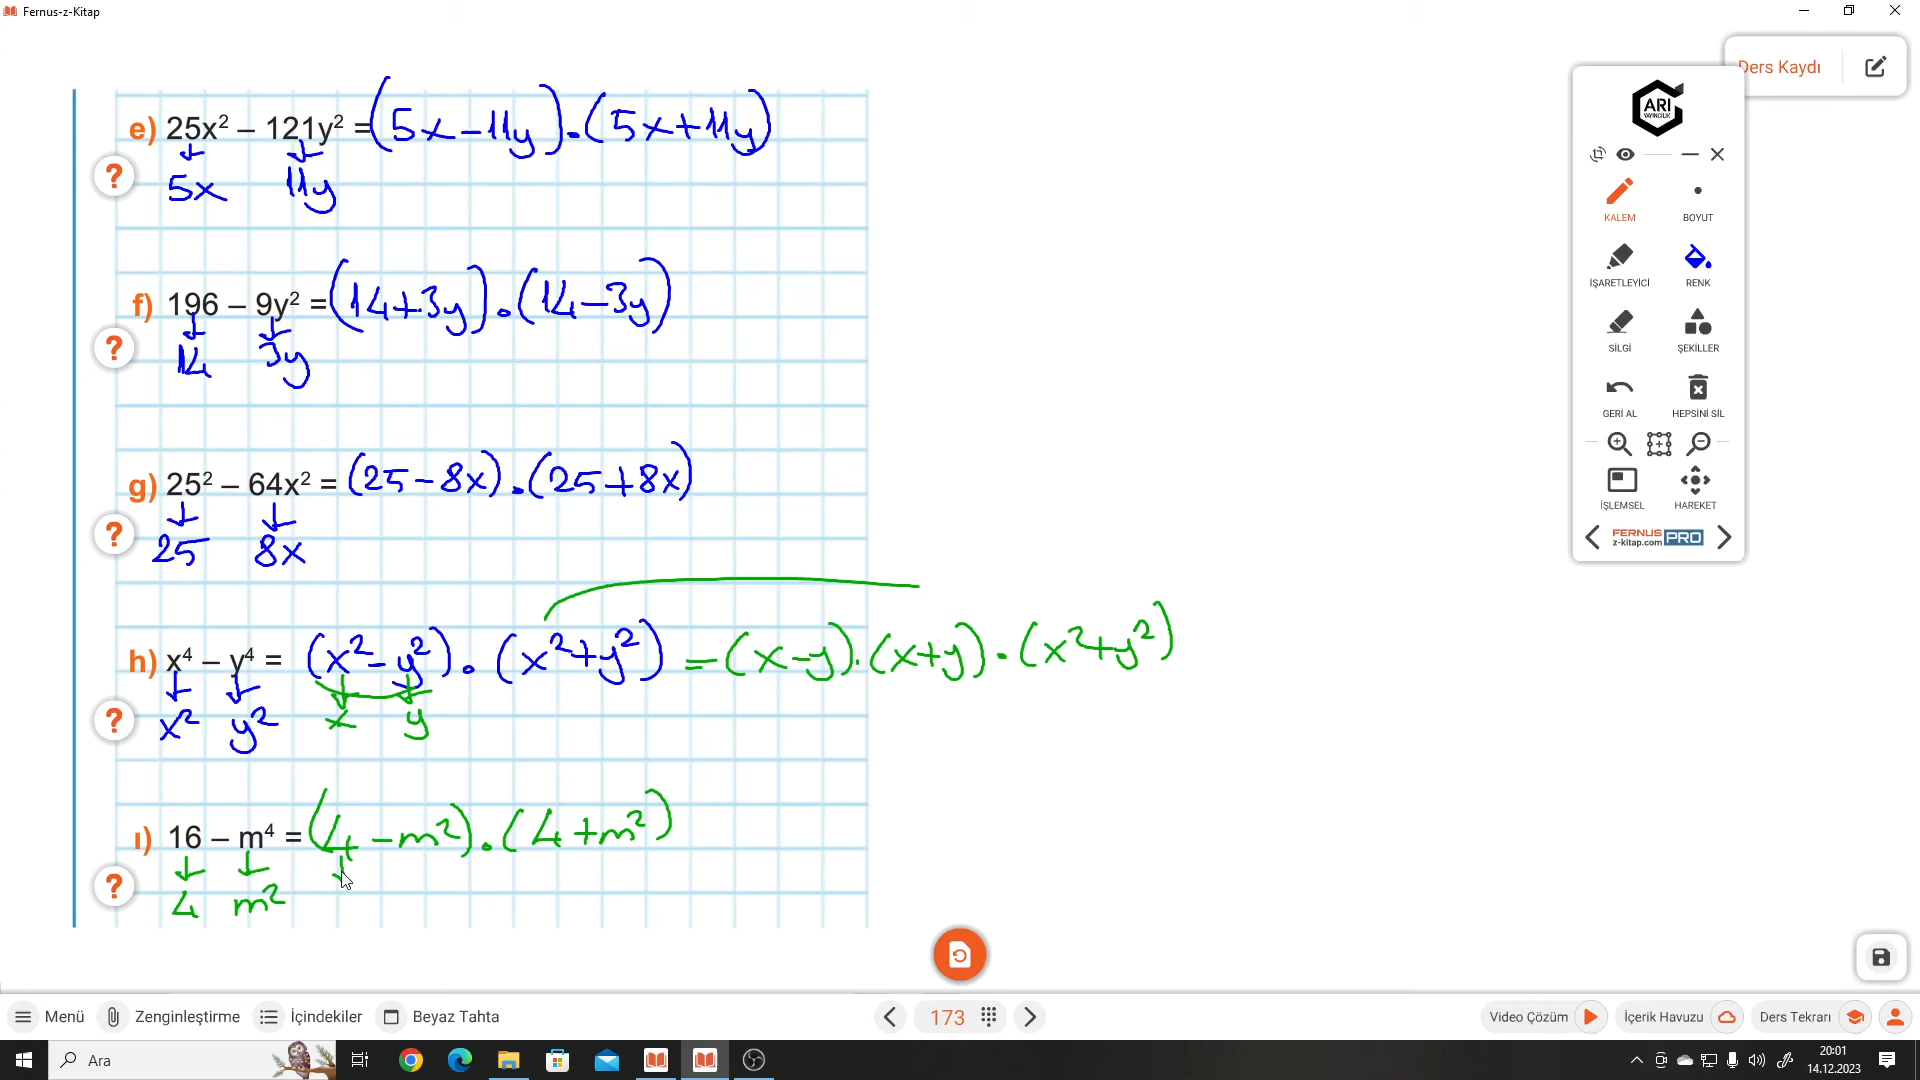 Fernus-z-Kitap
Ders Kaydı
ARI
YAYINCILIK
KALEM BOYUT
İŞARETLEYİCİ RENK
SİLGİ ŞEKİLLER
GERİ AL HEPSİNİ SİL
İŞLEMSEL HAREKET
FERNUS z-kitap.com PRO
e) 25x² – 121y² = (5x – 11y) . (5x + 11y)
5x 11y
?
f) 196 – 9y² = (14 + 3y) . (14 – 3y)
14 3y
?
g) 25² – 64x² = (25 – 8x) . (25 + 8x)
25 8x
?
h) x⁴ – y⁴ = (x² – y²) . (x² + y²) = (x – y) . (x + y) . (x² + y²)
x² y² x y
?
ı) 16 – m⁴ = (4 – m²) . (4 + m²)
4 m²
?
Menü Zenginleştirme İçindekiler Beyaz Tahta 173 Video Çözüm İçerik Havuzu Ders Tekrarı
Ara 20:01
14.12.2023